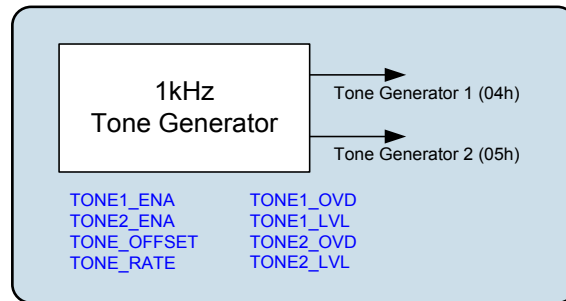 1kHz
Tone Generator
Tone Generator 1 (04h)
Tone Generator 2 (05h)
TONE1_ENA
TONE2_ENA
TONE_OFFSET
TONE_RATE
TONE1_OVD
TONE1_LVL
TONE2_OVD
TONE2_LVL